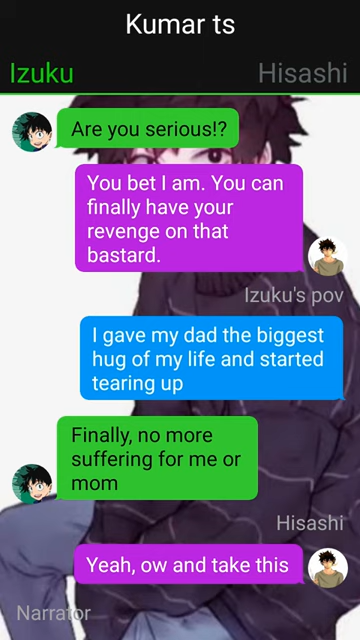 Kumar ts
Izuku Hisashi
Are you serious!?
You bet I am. You can
finally have your
revenge on that
bastard.
Izuku's pov
I gave my dad the biggest
hug of my life and started
tearing up
Finally, no more
suffering for me or
mom
Hisashi
Yeah, ow and take this
Narrator